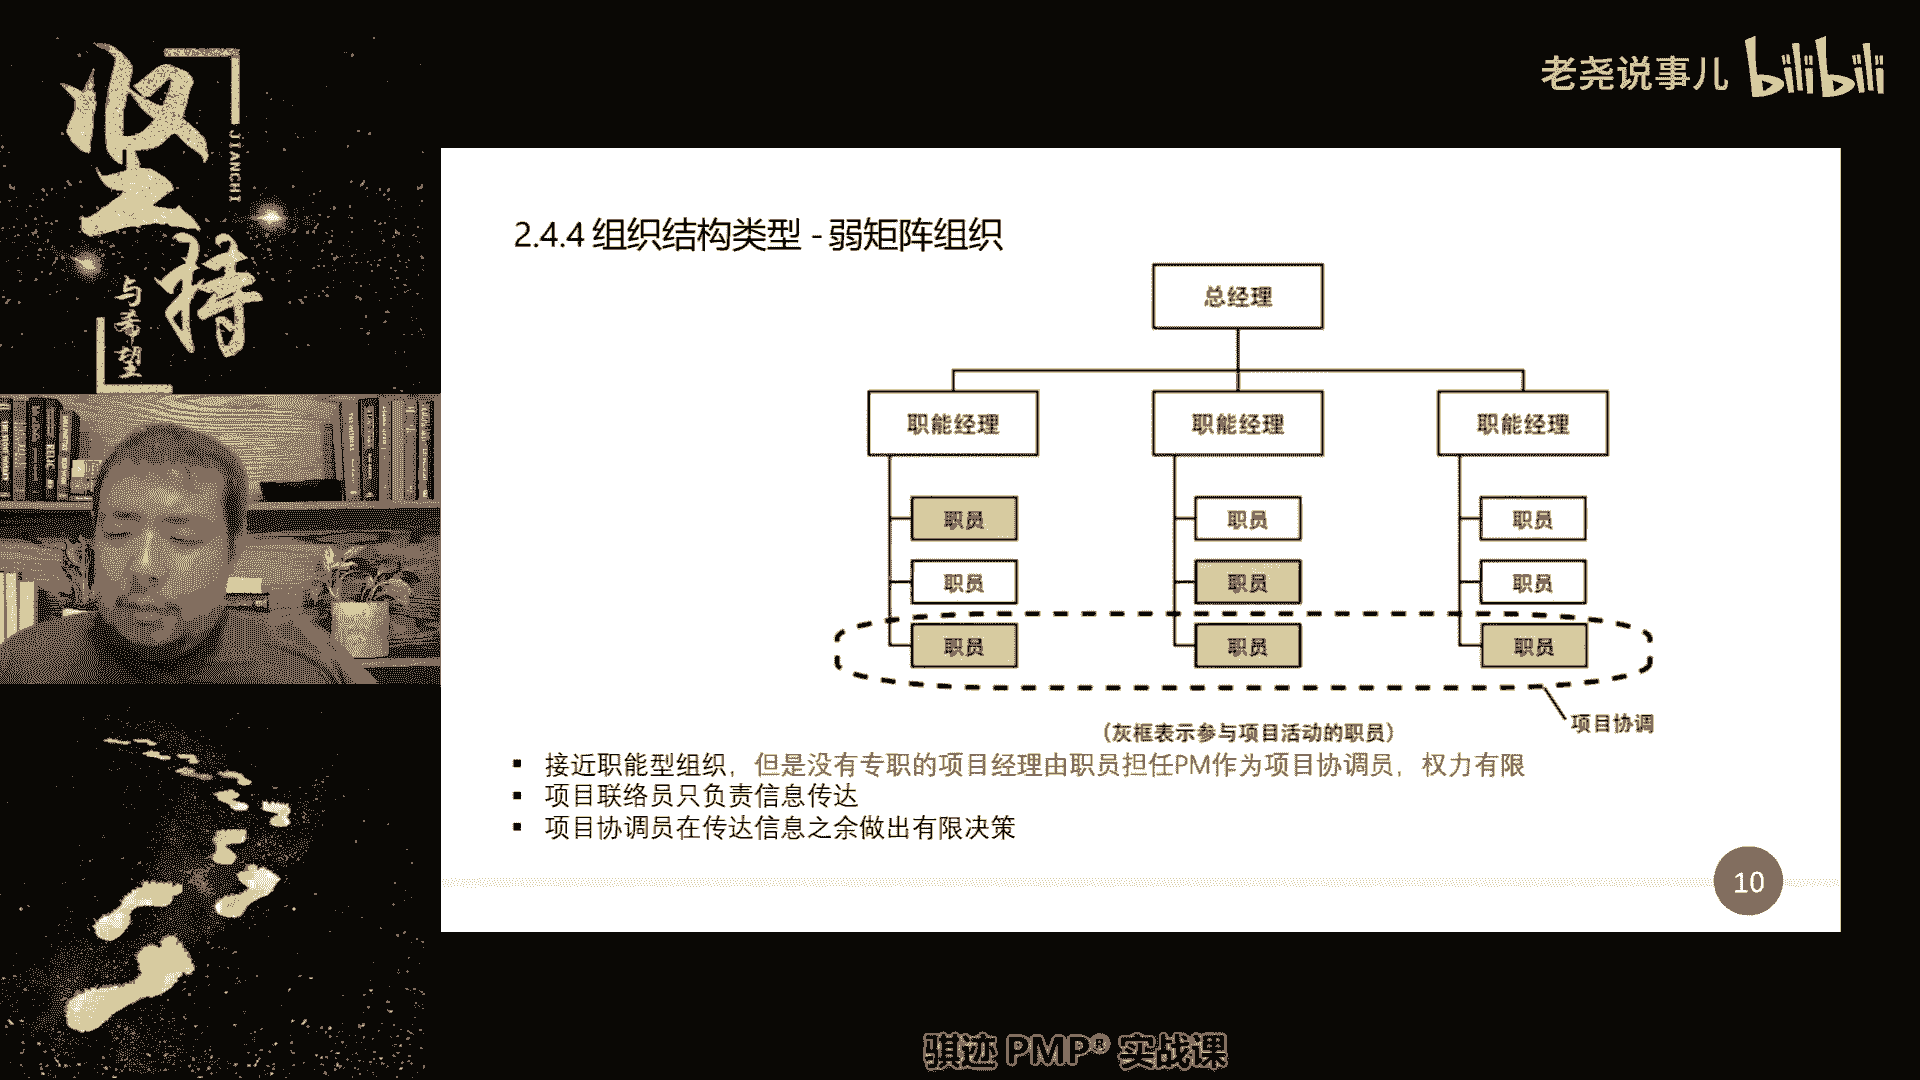 坚持
JIANCHI
与希望
老尧说事儿 bilibili
2.4.4 组织结构类型 - 弱矩阵组织
总经理
职能经理 职能经理 职能经理
职员 职员 职员
职员 职员 职员
职员 职员 职员
项目协调
(灰框表示参与项目活动的职员)
▪ 接近职能型组织，但是没有专职的项目经理由职员担任PM作为项目协调员，权力有限
▪ 项目联络员只负责信息传达
▪ 项目协调员在传达信息之余做出有限决策
10
骐迹 PMP® 实战课